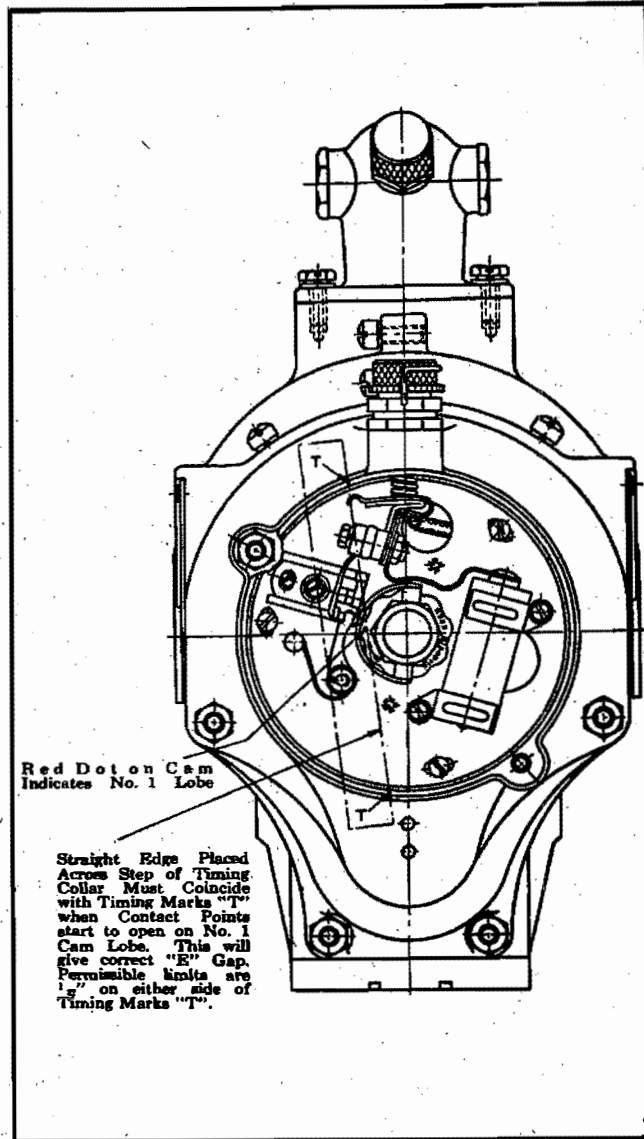 T
T
Red Dot on Cam
Indicates No. 1 Lobe
Straight Edge Placed
Across Step of Timing
Collar Must Coincide
with Timing Marks "T"
when Contact Points
start to open on No. 1
Cam Lobe. This will
give correct "E" Gap.
Permissible limits are
on either side of
Timing Marks "T".